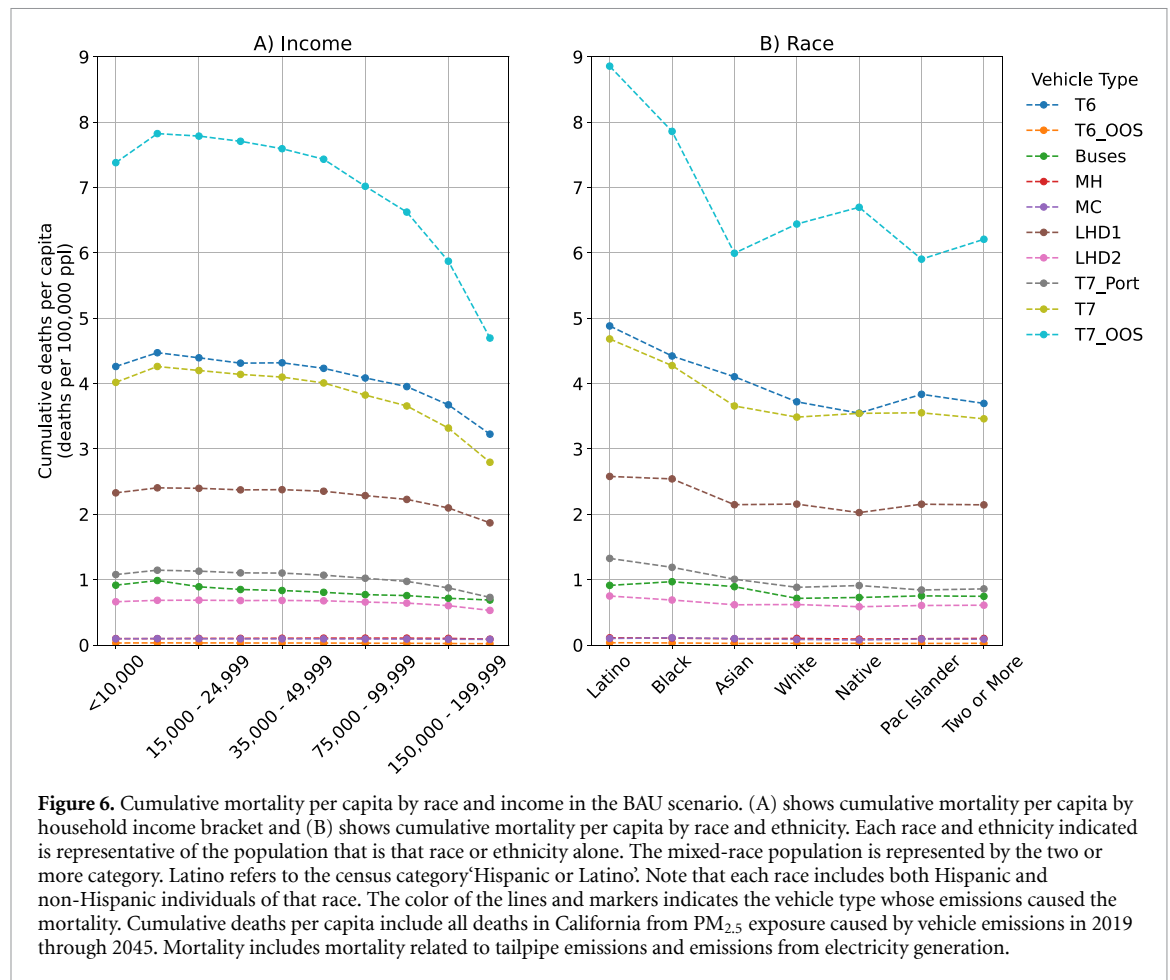 A) Income
B) Race
Cumulative deaths per capita
(deaths per 100,000 ppl)
9
8
7
6
5
4
3
2
1
0
<10,000
15,000 - 24,999
35,000 - 49,999
75,000 - 99,999
150,000 - 199,999
9
8
7
6
5
4
3
2
1
0
Latino
Black
Asian
White
Native
Pac Islander
Two or More
Vehicle Type
T6
T6_OOS
Buses
MH
MC
LHD1
LHD2
T7_Port
T7
T7_OOS
Figure 6. Cumulative mortality per capita by race and income in the BAU scenario. (A) shows cumulative mortality per capita by
household income bracket and (B) shows cumulative mortality per capita by race and ethnicity. Each race and ethnicity indicated
is representative of the population that is that race or ethnicity alone. The mixed-race population is represented by the two or
more category. Latino refers to the census category‘Hispanic or Latino’. Note that each race includes both Hispanic and
non-Hispanic individuals of that race. The color of the lines and markers indicates the vehicle type whose emissions caused the
mortality. Cumulative deaths per capita include all deaths in California from PM2.5 exposure caused by vehicle emissions in 2019
through 2045. Mortality includes mortality related to tailpipe emissions and emissions from electricity generation.